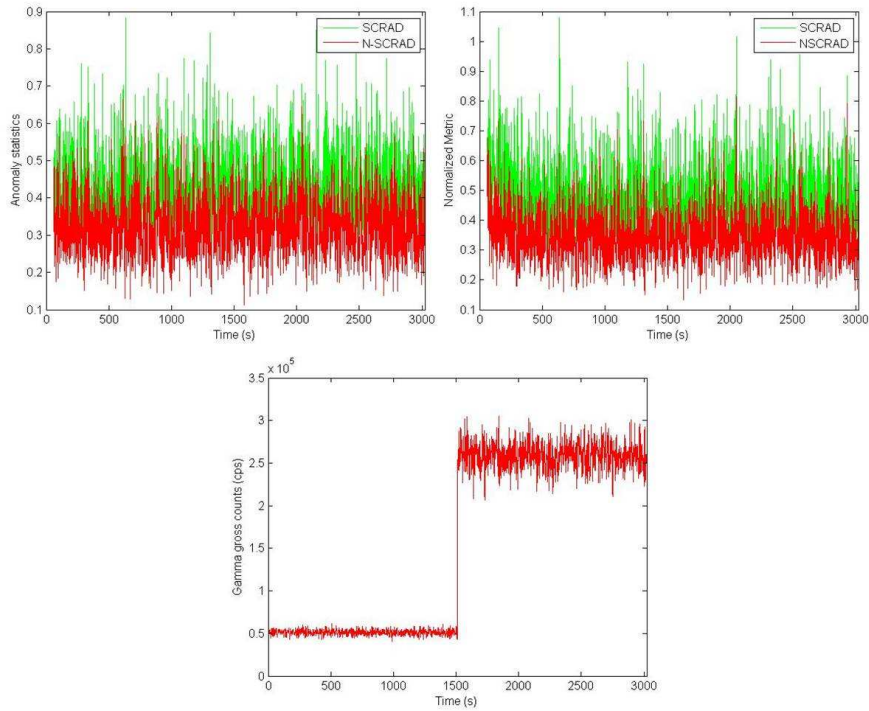 0.9
0.8
0.7
0.6
0.5
0.4
0.3
0.2
0.1
Anomaly statistics
SCRAD
N-SCRAD
0 500 1000 1500 2000 2500 3000
Time (s)
1.1
1
0.9
0.8
0.7
0.6
0.5
0.4
0.3
0.2
0.1
Normalized Metric
SCRAD
NSCRAD
0 500 1000 1500 2000 2500 3000
Time (s)
x 10^5
3.5
3
2.5
2
1.5
1
0.5
0
Gamma gross counts (cps)
0 500 1000 1500 2000 2500 3000
Time (s)